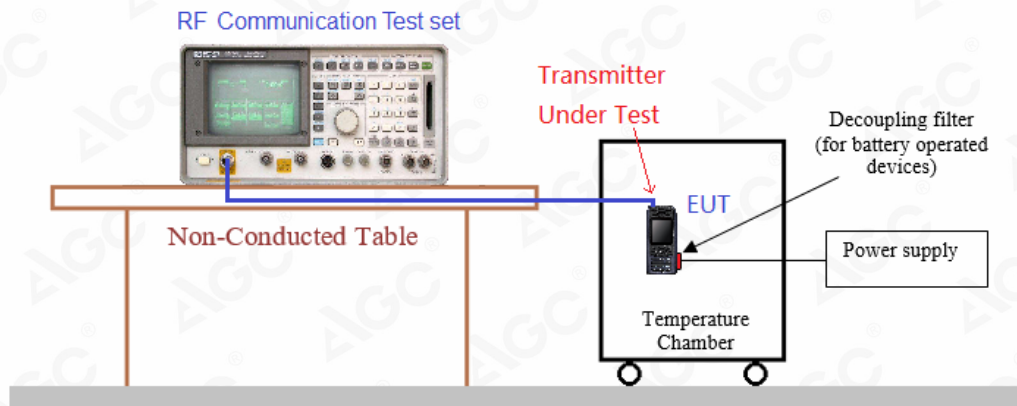 RF Communication Test set
Transmitter
Under Test
Decoupling filter
(for battery operated
devices)
EUT
Non-Conducted Table
Power supply
Temperature
Chamber
AGC